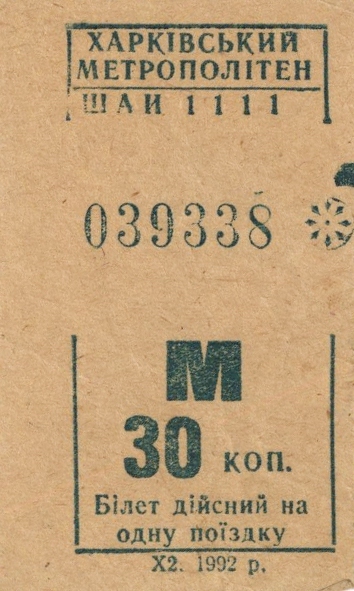 ХАРКІВСЬКИЙ
МЕТРОПОЛІТЕН
ШАИ 1111
039338
М
30 коп.
Білет дійсний на
одну поїздку
Х2. 1992 р.